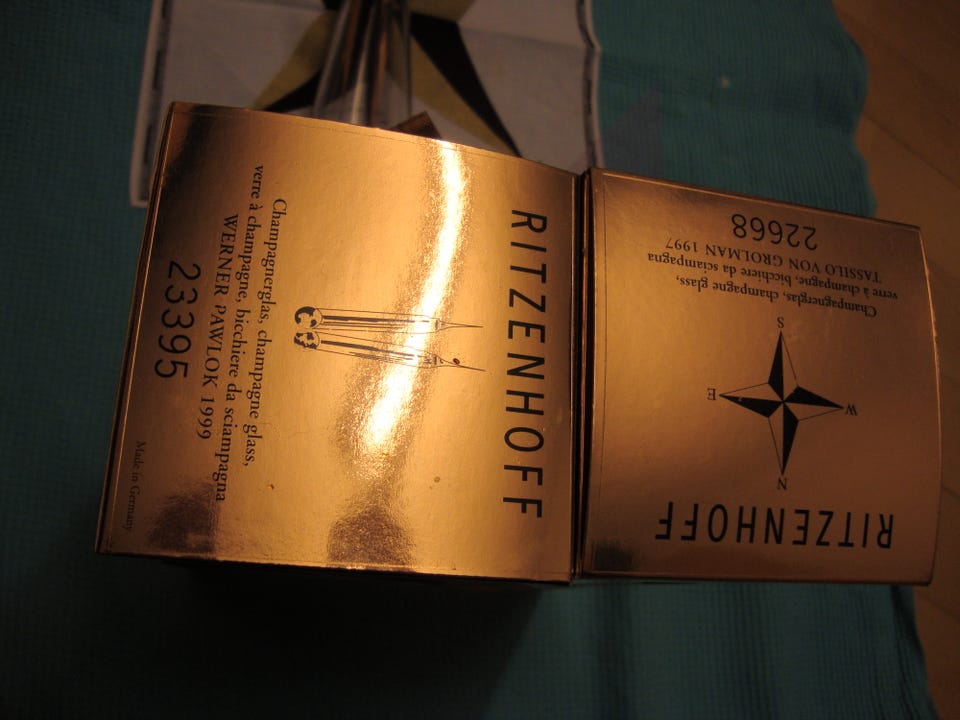 RITZENHOFF
Champagnerglas, champagne glass,
verre à champagne, bicchiere da sciampagna
WERNER PAWLOK 1999
23395
Made in Germany
RITZENHOFF
N
W
E
S
Champagnerglas, champagne glass,
verre à champagne, bicchiere da sciampagna
TASSILO VON GROLMAN 1997
22668